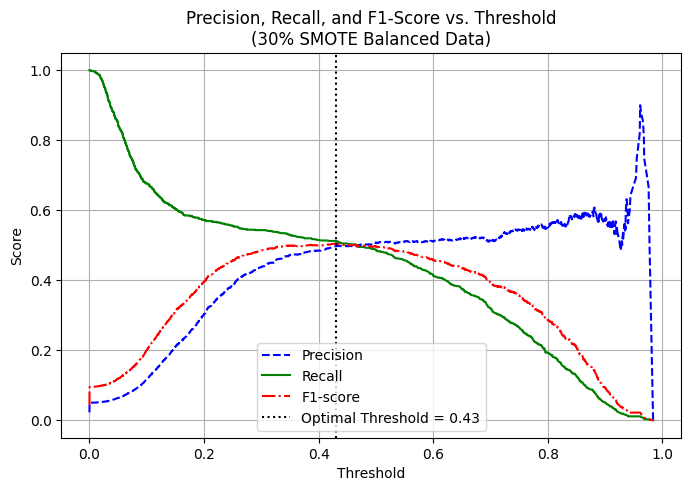 Precision, Recall, and F1-Score vs. Threshold
(30% SMOTE Balanced Data)
Score
1.0
0.8
0.6
0.4
0.2
0.0
Precision
Recall
F1-score
Optimal Threshold = 0.43
0.0 0.2 0.4 0.6 0.8 1.0
Threshold